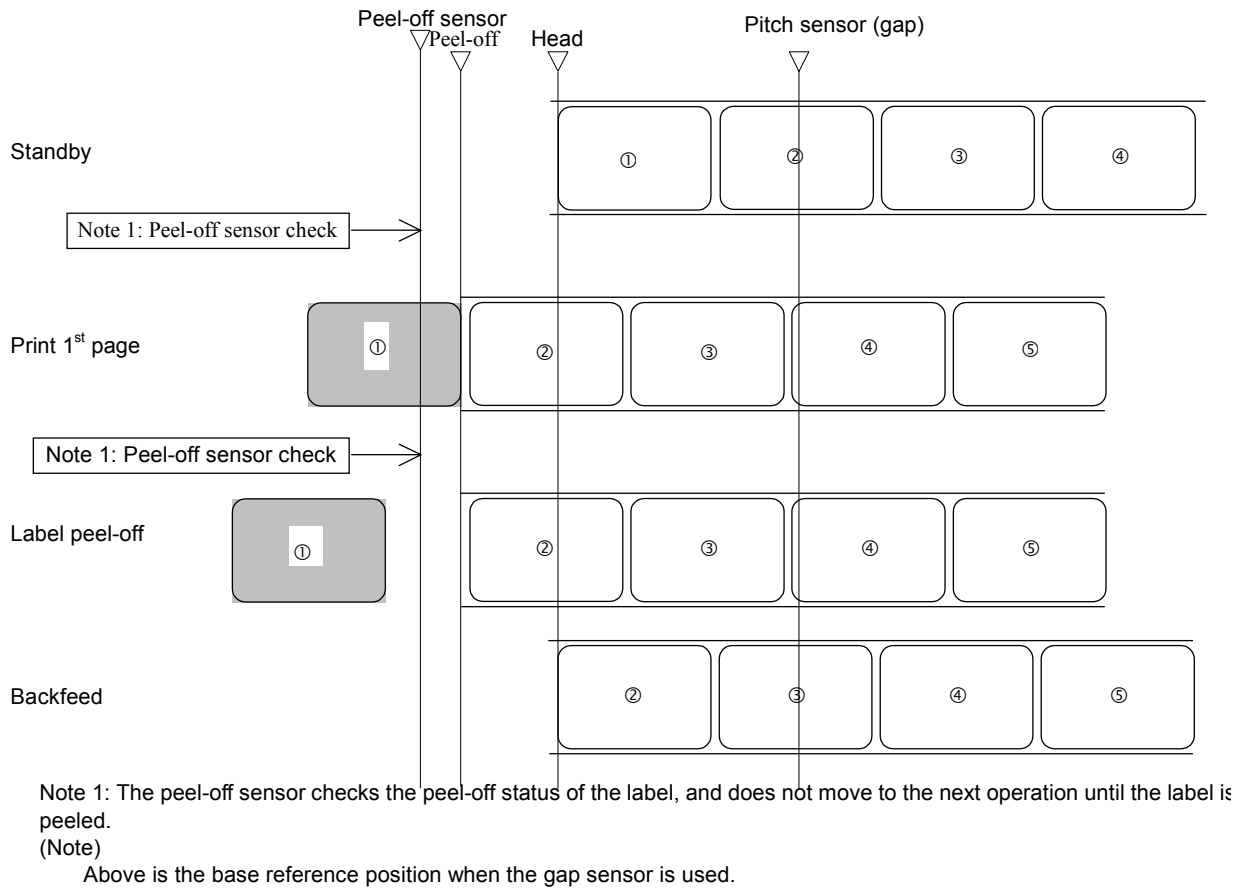 Peel-off sensor
Peel-off
Head
Pitch sensor (gap)
Standby
① ② ③ ④
Note 1: Peel-off sensor check
Print 1st page
① ② ③ ④ ⑤
Note 1: Peel-off sensor check
Label peel-off
① ② ③ ④ ⑤
Backfeed
② ③ ④ ⑤
Note 1: The peel-off sensor checks the peel-off status of the label, and does not move to the next operation until the label is
peeled.
(Note)
Above is the base reference position when the gap sensor is used.